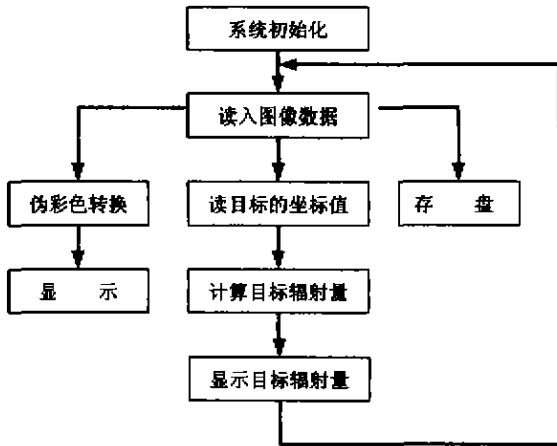 系统初始化
读入图像数据
伪彩色转换
读目标的坐标值
存 盘
显 示
计算目标辐射量
显示目标辐射量